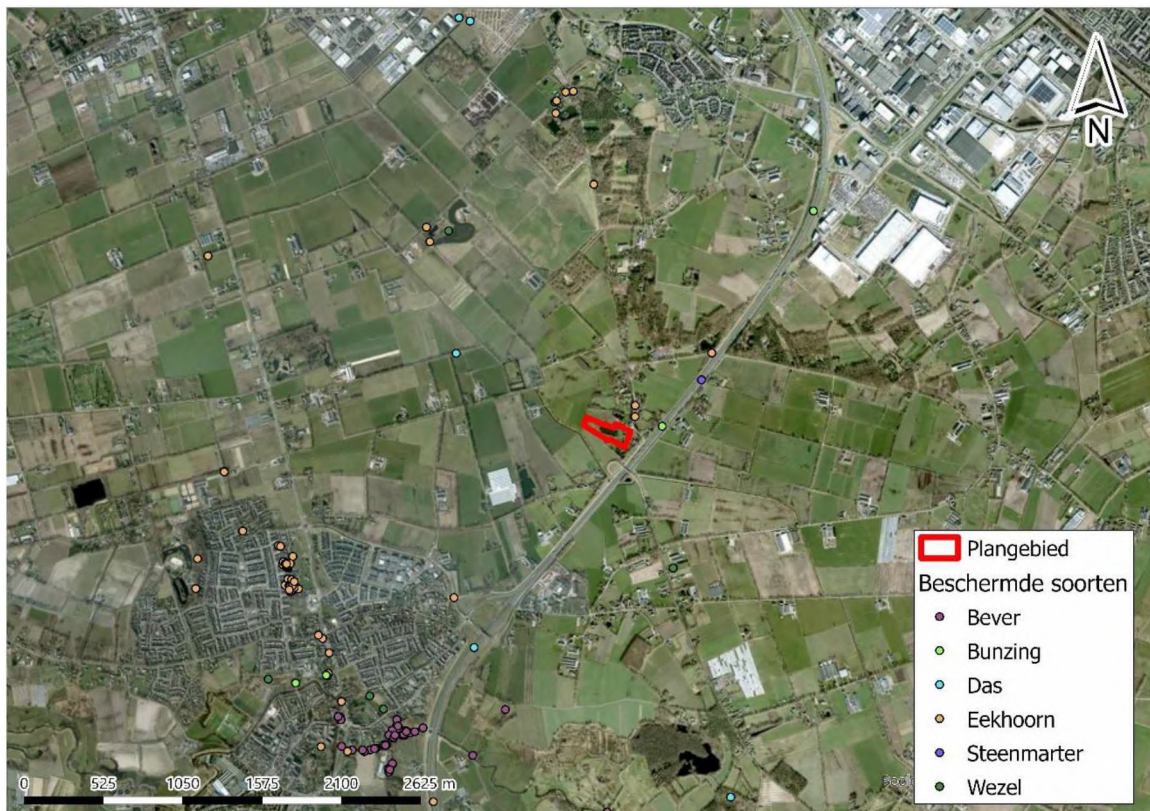 N
Plangebied
Beschermde soorten
Bever
Bunzing
Das
Eekhoorn
Steenmarter
Wezel
0 525 1050 1575 2100 2625 m